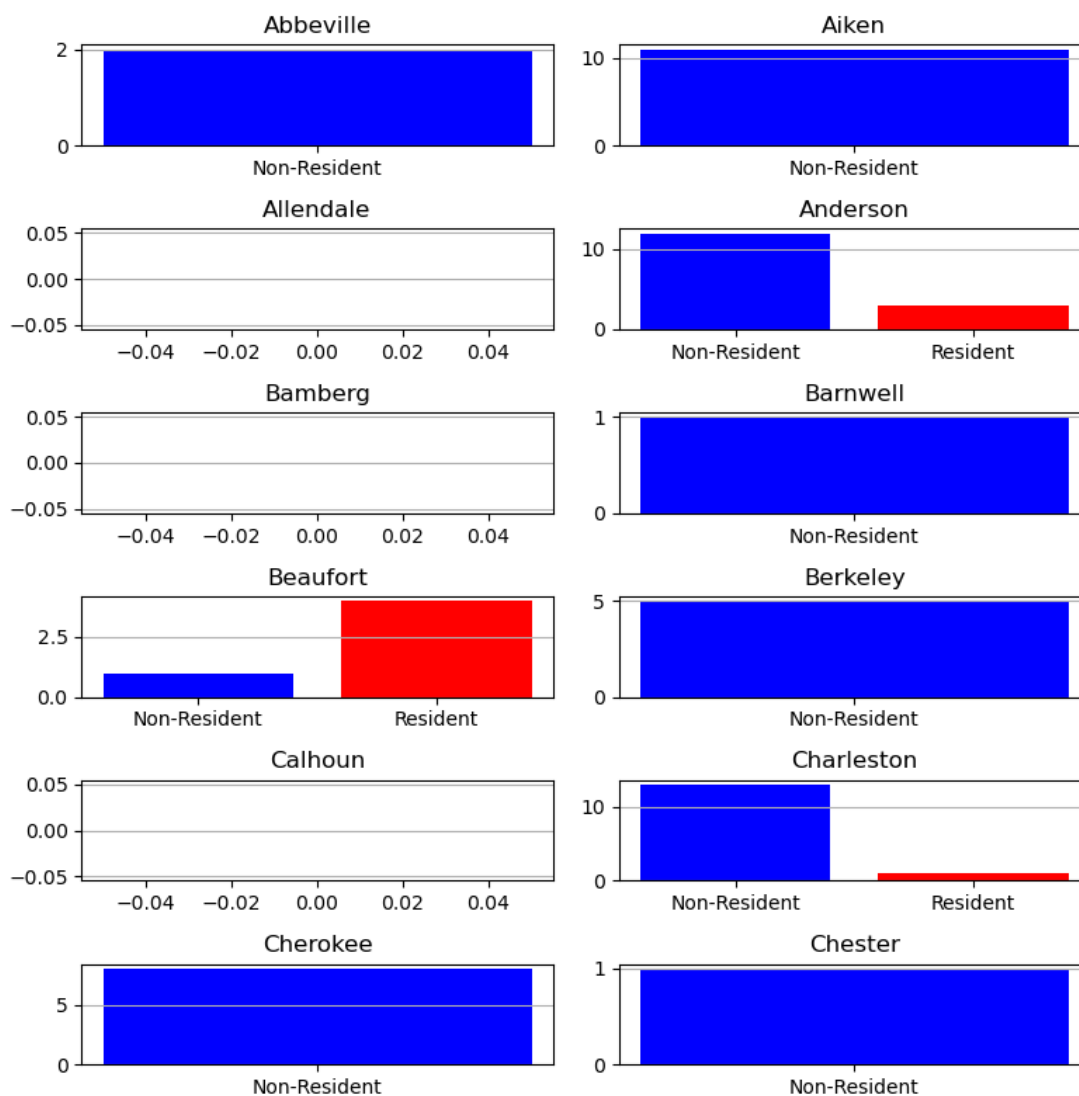 Abbeville
2
0
Non-Resident
Aiken
10
0
Non-Resident
Allendale
0.05
0.00
−0.05
−0.04 −0.02 0.00 0.02 0.04
Anderson
10
0
Non-Resident Resident
Bamberg
0.05
0.00
−0.05
−0.04 −0.02 0.00 0.02 0.04
Barnwell
1
0
Non-Resident
Beaufort
2.5
0.0
Non-Resident Resident
Berkeley
5
0
Non-Resident
Calhoun
0.05
0.00
−0.05
−0.04 −0.02 0.00 0.02 0.04
Charleston
10
0
Non-Resident Resident
Cherokee
5
0
Non-Resident
Chester
1
0
Non-Resident